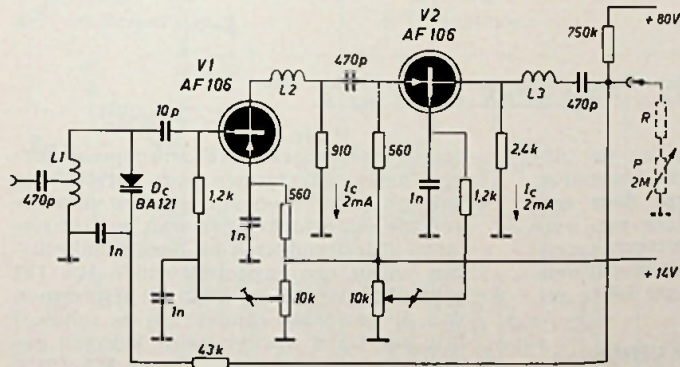 V1
AF 106
V2
AF 106
+ 80V
750k
470p
L2
L3
470p
10p
L1
470p
Dc
BA121
1n
1,2k
560
1n
910
Ic
2mA
560
1n
1,2k
2,4k
Ic
2mA
R
P
2M
+ 14V
1n
10k
10k
43k